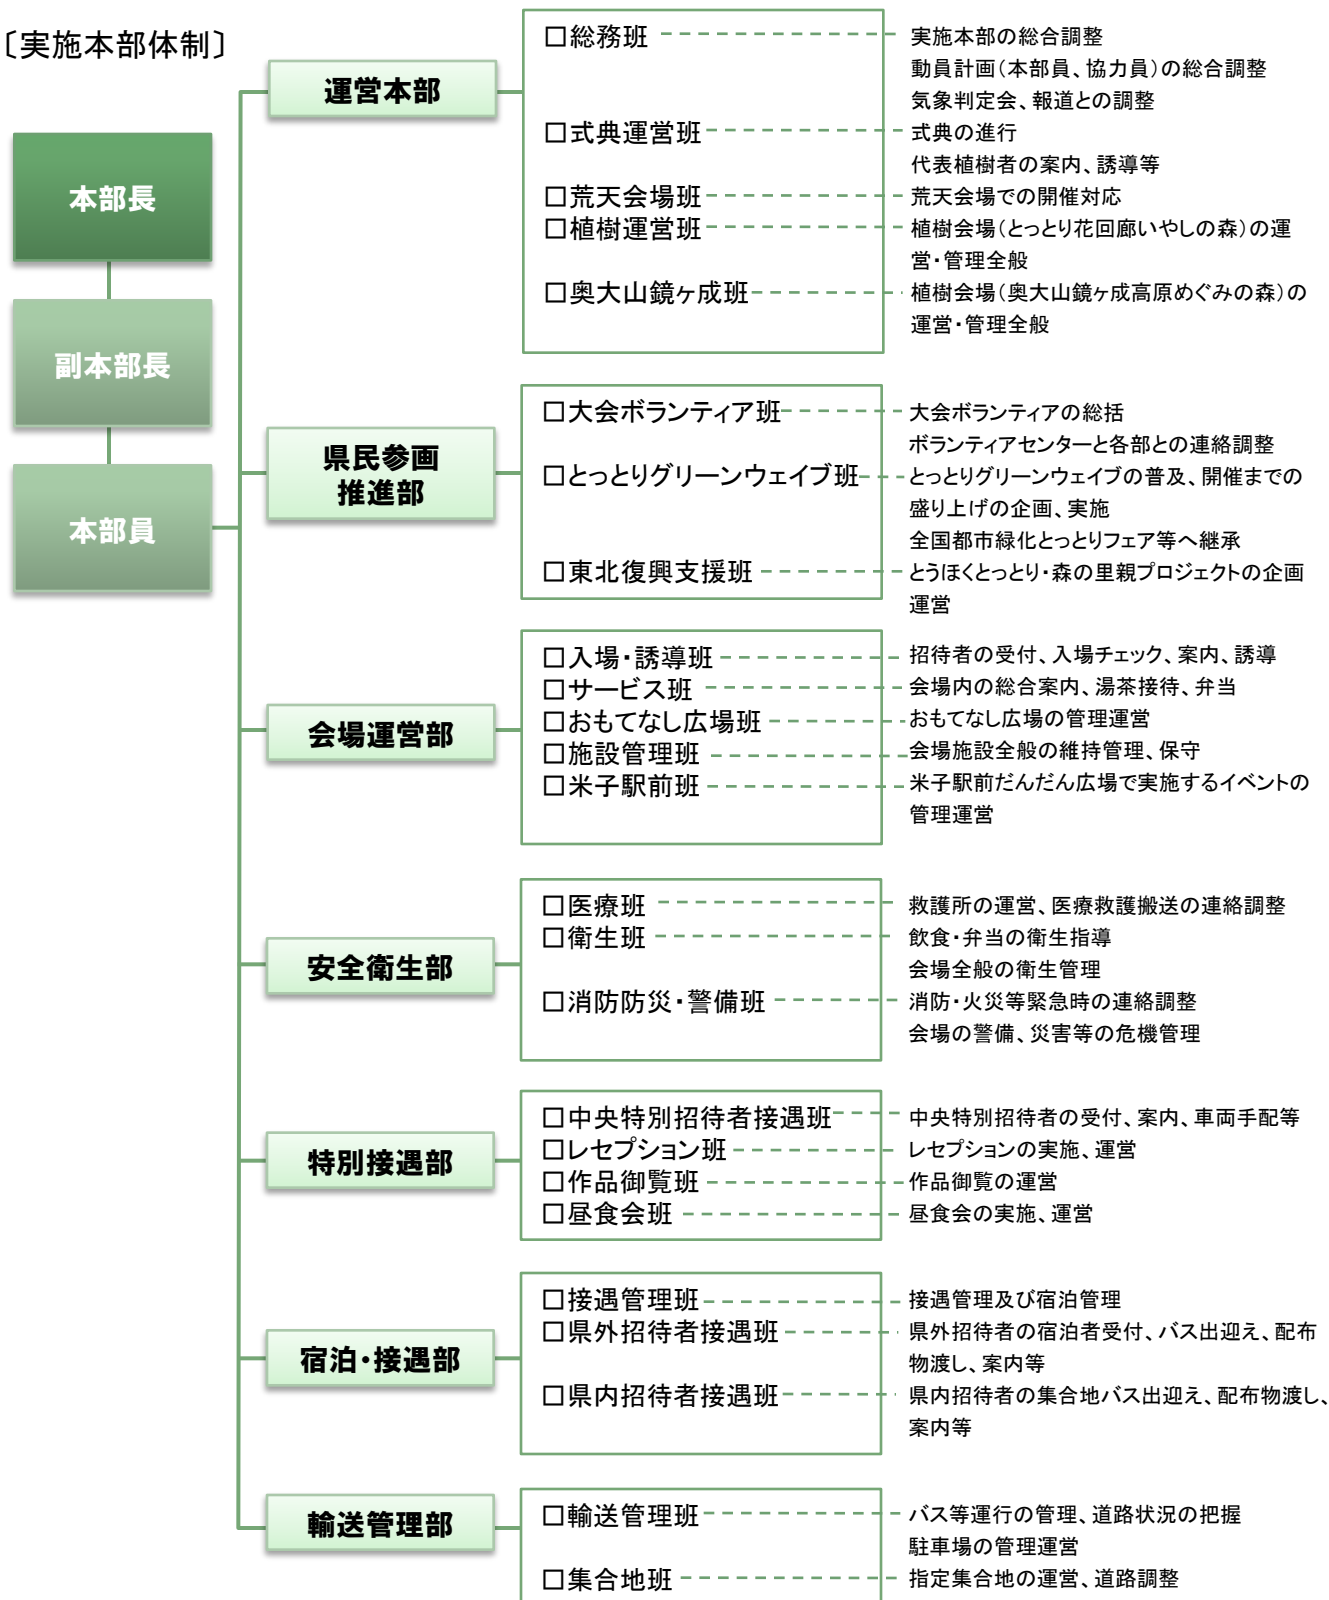 〔実施本部体制〕
本部長
副本部長
本部員
運営本部
□総務班
実施本部の総合調整
動員計画(本部員、協力員)の総合調整
気象判定会、報道との調整
□式典運営班
式典の進行
代表植樹者の案内、誘導等
□荒天会場班
荒天会場での開催対応
□植樹運営班
植樹会場(とっとり花回廊いやしの森)の運
営・管理全般
□奥大山鏡ヶ成班
植樹会場(奥大山鏡ヶ成高原めぐみの森)の
運営・管理全般
県民参画
推進部
□大会ボランティア班
大会ボランティアの総括
ボランティアセンターと各部との連絡調整
□とっとりグリーンウェイブ班
とっとりグリーンウェイブの普及、開催までの
盛り上げの企画、実施
全国都市緑化とっとりフェア等へ継承
□東北復興支援班
とうほくとっとり・森の里親プロジェクトの企画
運営
会場運営部
□入場・誘導班
招待者の受付、入場チェック、案内、誘導
□サービス班
会場内の総合案内、湯茶接待、弁当
□おもてなし広場班
おもてなし広場の管理運営
□施設管理班
会場施設全般の維持管理、保守
□米子駅前班
米子駅前だんだん広場で実施するイベントの
管理運営
安全衛生部
□医療班
救護所の運営、医療救護搬送の連絡調整
□衛生班
飲食・弁当の衛生指導
会場全般の衛生管理
□消防防災・警備班
消防・火災等緊急時の連絡調整
会場の警備、災害等の危機管理
特別接遇部
□中央特別招待者接遇班
中央特別招待者の受付、案内、車両手配等
□レセプション班
レセプションの実施、運営
□作品御覧班
作品御覧の運営
□昼食会班
昼食会の実施、運営
宿泊・接遇部
□接遇管理班
接遇管理及び宿泊管理
□県外招待者接遇班
県外招待者の宿泊者受付、バス出迎え、配布
物渡し、案内等
□県内招待者接遇班
県内招待者の集合地バス出迎え、配布物渡し、
案内等
輸送管理部
□輸送管理班
バス等運行の管理、道路状況の把握
駐車場の管理運営
□集合地班
指定集合地の運営、道路調整